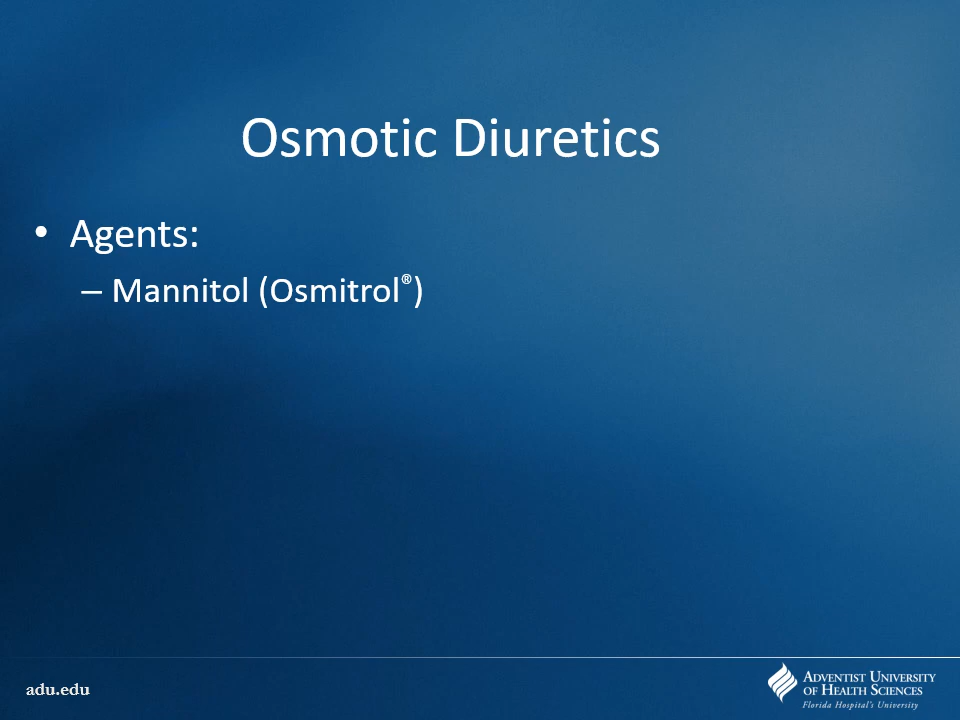 Osmotic Diuretics
• Agents:
– Mannitol (Osmitrol®)
adu.edu
ADVENTIST UNIVERSITY
OF HEALTH SCIENCES
Florida Hospital's University